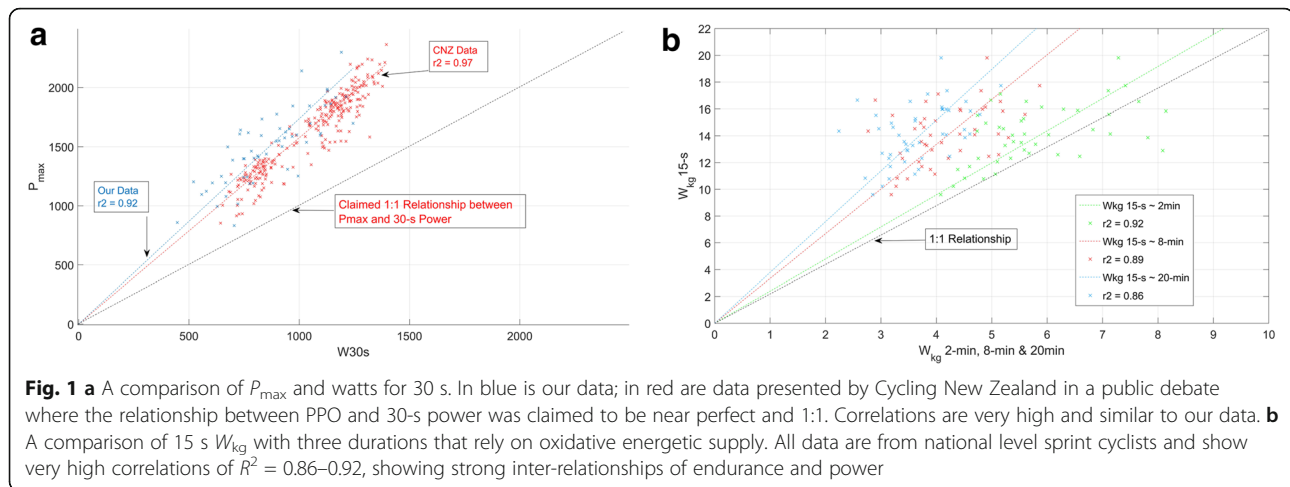 a
CNZ Data
r2 = 0.97
2000
1500
1000
500
0
P_max
Our Data
r2 = 0.92
Claimed 1:1 Relationship between
Pmax and 30-s Power
0
500
1000
1500
2000
W30s
b
22
20
18
16
14
12
10
8
6
4
2
0
W_kg 15-s
1:1 Relationship
Wkg 15-s ~ 2min
r2 = 0.92
Wkg 15-s ~ 8-min
r2 = 0.89
Wkg 15-s ~ 20-min
r2 = 0.86
0
1
2
3
4
5
6
7
8
9
10
W_kg 2-min, 8-min & 20min
Fig. 1 a A comparison of P_max and watts for 30 s. In blue is our data; in red are data presented by Cycling New Zealand in a public debate
where the relationship between PPO and 30-s power was claimed to be near perfect and 1:1. Correlations are very high and similar to our data. b
A comparison of 15 s W_kg with three durations that rely on oxidative energetic supply. All data are from national level sprint cyclists and show
very high correlations of R² = 0.86–0.92, showing strong inter-relationships of endurance and power